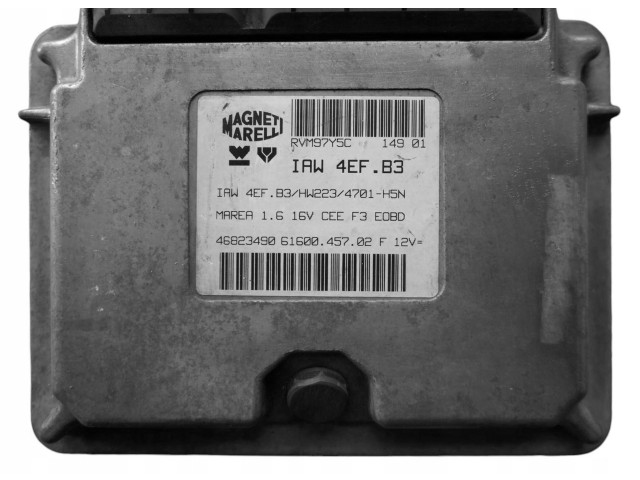 MAGNETI
MARELLI
RVM97Y5C 149 01
IAW 4EF.B3
IAW 4EF.B3/HW223/4701-H5N
MAREA 1.6 16V CEE F3 EOBD
46823490 61600.457.02 F 12V=